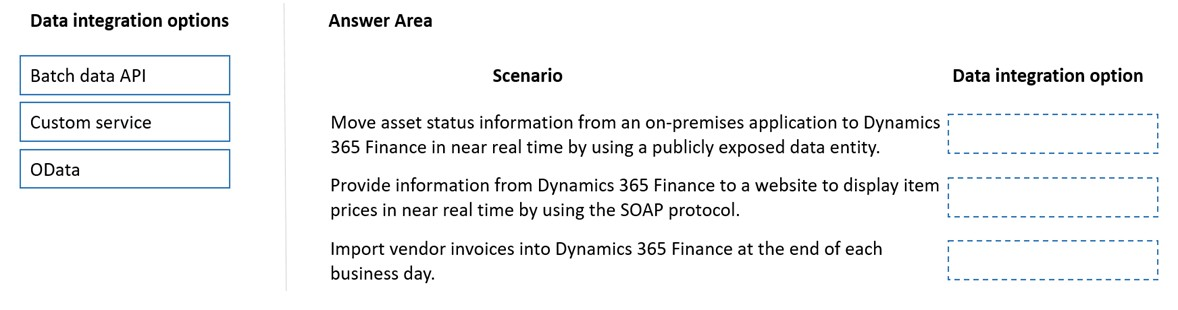 Data integration options
Batch data API
Custom service
OData
Answer Area
Scenario
Data integration option
Move asset status information from an on-premises application to Dynamics
365 Finance in near real time by using a publicly exposed data entity.
Provide information from Dynamics 365 Finance to a website to display item
prices in near real time by using the SOAP protocol.
Import vendor invoices into Dynamics 365 Finance at the end of each
business day.